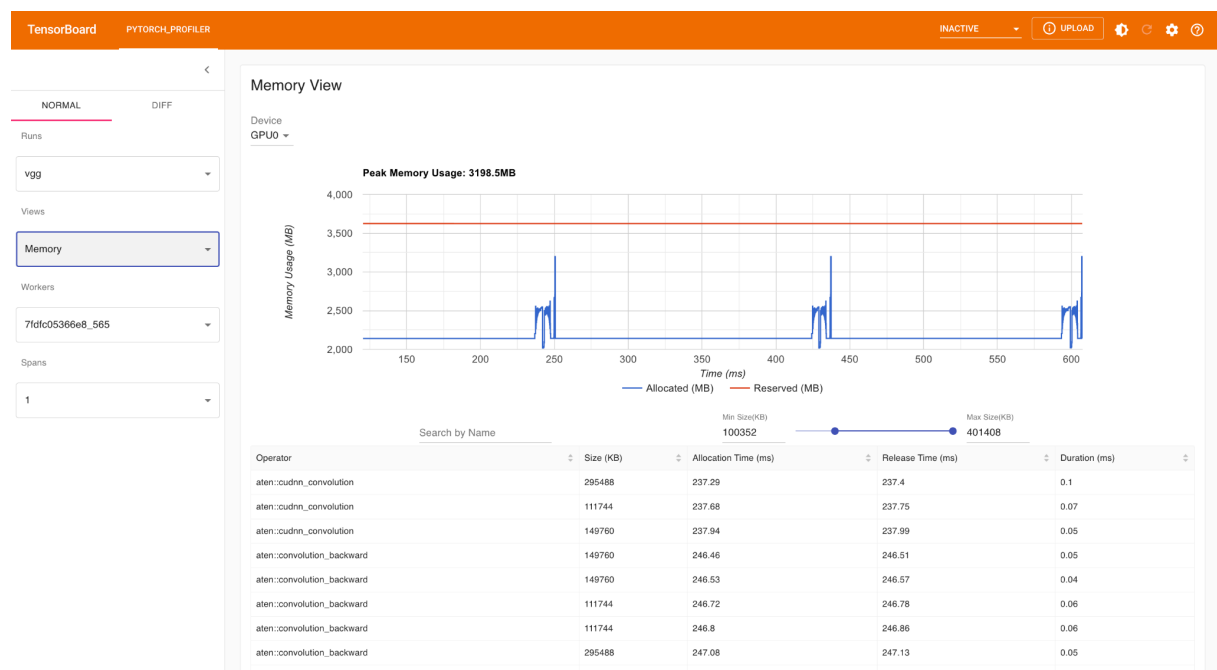 TensorBoard PYTORCH_PROFILER INACTIVE UPLOAD
NORMAL DIFF
Runs
vgg
Views
Memory
Workers
7fdfc05366e8_565
Spans
1
Memory View
Device
GPU0
Peak Memory Usage: 3198.5MB
4,000
3,500
3,000
2,500
2,000
Memory Usage (MB)
150 200 250 300 350 400 450 500 550 600
Time (ms)
Allocated (MB) Reserved (MB)
Search by Name
Min Size(KB)
100352
Max Size(KB)
401408
Operator Size (KB) Allocation Time (ms) Release Time (ms) Duration (ms)
aten::cudnn_convolution 295488 237.29 237.4 0.1
aten::cudnn_convolution 111744 237.68 237.75 0.07
aten::cudnn_convolution 149760 237.94 237.99 0.05
aten::convolution_backward 149760 246.46 246.51 0.05
aten::convolution_backward 149760 246.53 246.57 0.04
aten::convolution_backward 111744 246.72 246.78 0.06
aten::convolution_backward 111744 246.8 246.86 0.06
aten::convolution_backward 295488 247.08 247.13 0.05